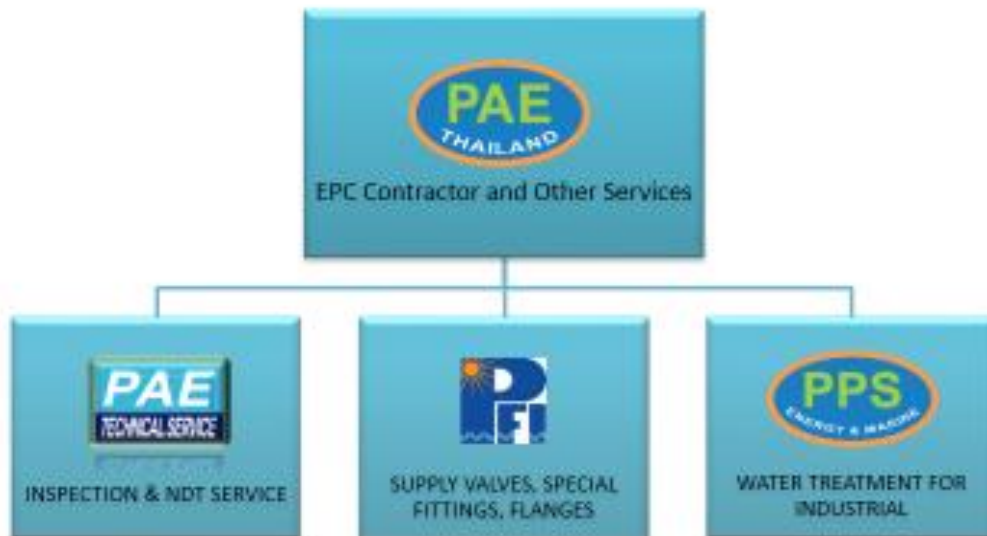 PAE
THAILAND
EPC Contractor and Other Services
PAE
TECHNICAL SERVICE
INSPECTION & NDT SERVICE
PFI
SUPPLY VALVES, SPECIAL
FITTINGS, FLANGES
PPS
ENERGY & MARINE
WATER TREATMENT FOR
INDUSTRIAL